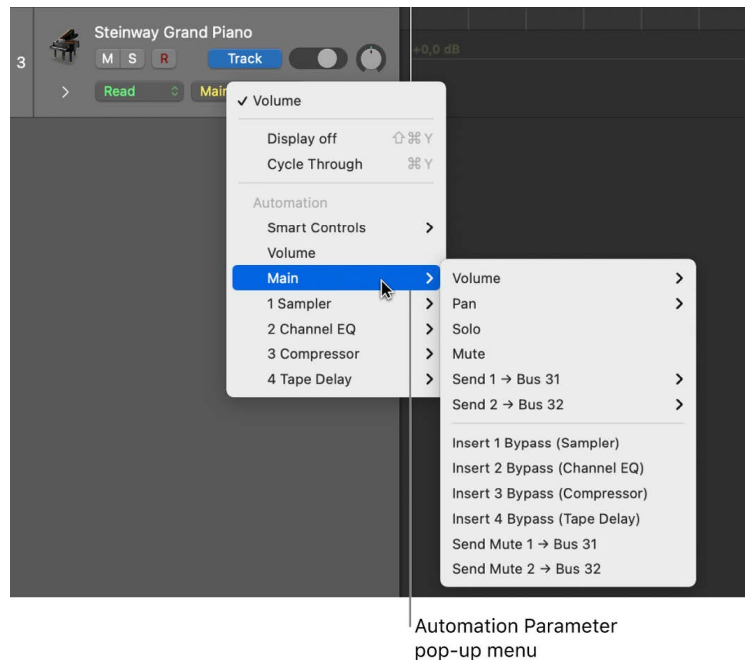 Steinway Grand Piano
3
M S R Track
+0,0 dB
Read Main
✓ Volume
Display off ⇧⌘Y
Cycle Through ⌘Y
Automation
Smart Controls
Volume
Main
1 Sampler
2 Channel EQ
3 Compressor
4 Tape Delay
Volume
Pan
Solo
Mute
Send 1 → Bus 31
Send 2 → Bus 32
Insert 1 Bypass (Sampler)
Insert 2 Bypass (Channel EQ)
Insert 3 Bypass (Compressor)
Insert 4 Bypass (Tape Delay)
Send Mute 1 → Bus 31
Send Mute 2 → Bus 32
Automation Parameter
pop-up menu